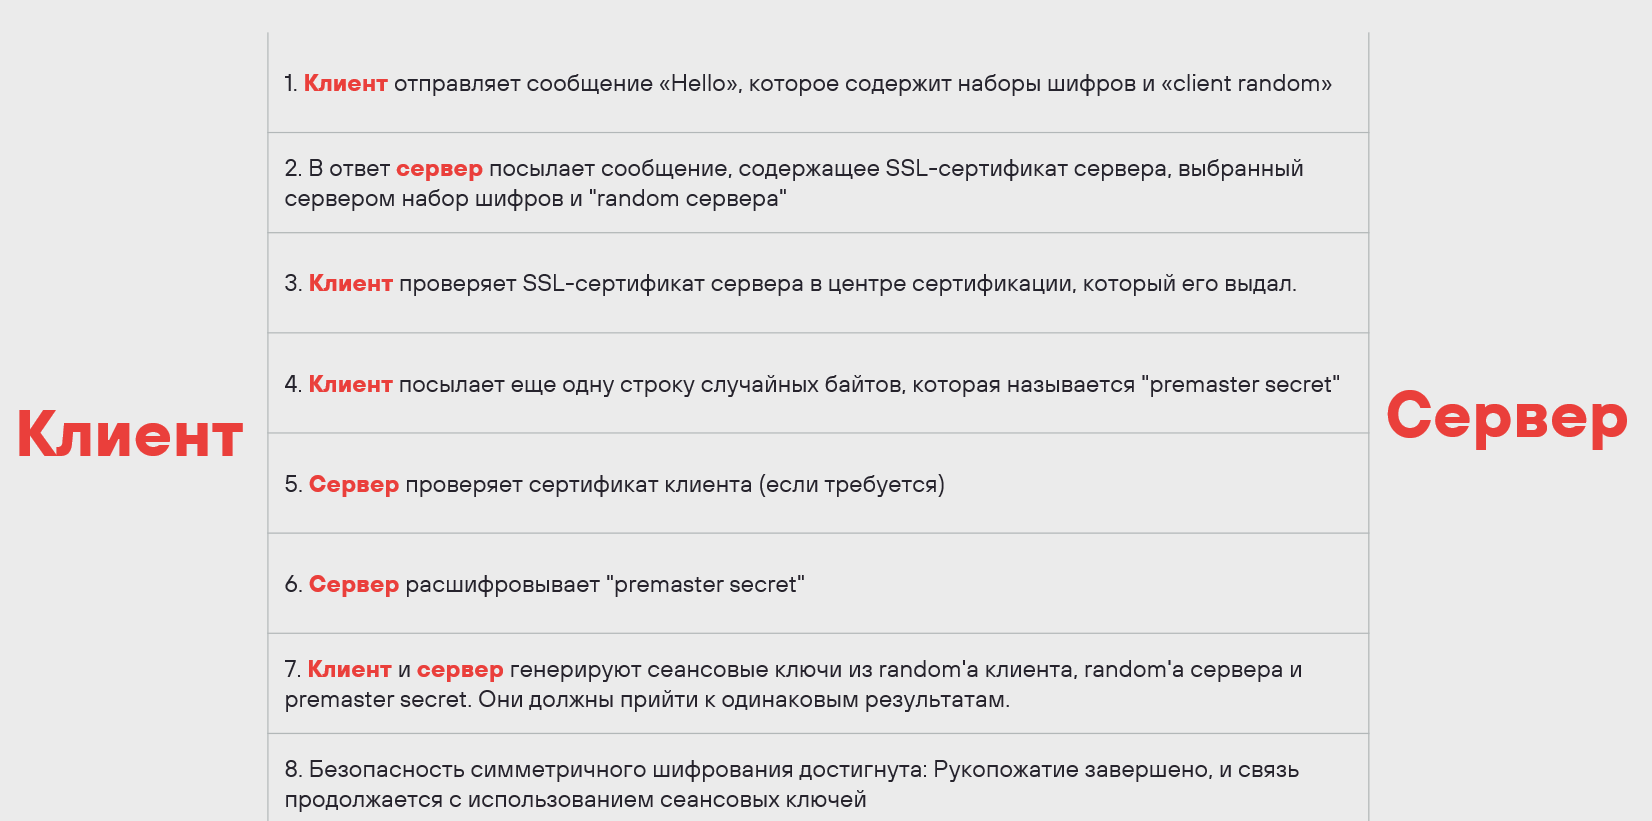 1. Клиент отправляет сообщение «Hello», которое содержит наборы шифров и «client random»
2. В ответ сервер посылает сообщение, содержащее SSL-сертификат сервера, выбранный
сервером набор шифров и "random сервера"
3. Клиент проверяет SSL-сертификат сервера в центре сертификации, который его выдал.
4. Клиент посылает еще одну строку случайных байтов, которая называется "premaster secret"
Клиент
Сервер
5. Сервер проверяет сертификат клиента (если требуется)
6. Сервер расшифровывает "premaster secret"
7. Клиент и сервер генерируют сеансовые ключи из random'а клиента, random'а сервера и
premaster secret. Они должны прийти к одинаковым результатам.
8. Безопасность симметричного шифрования достигнута: Рукопожатие завершено, и связь
продолжается с использованием сеансовых ключей